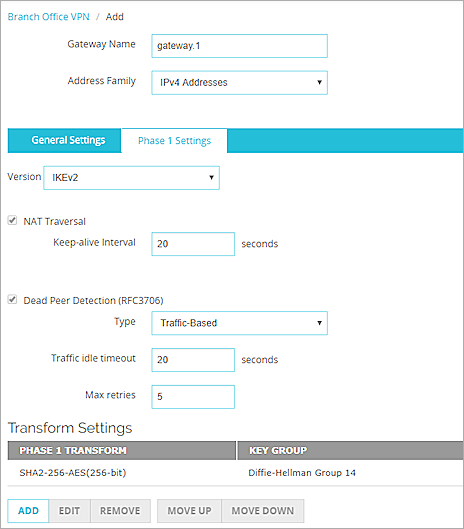 Branch Office VPN / Add
Gateway Name gateway.1
Address Family IPv4 Addresses
General Settings Phase 1 Settings
Version IKEv2
NAT Traversal
Keep-alive Interval 20 seconds
Dead Peer Detection (RFC3706)
Type Traffic-Based
Traffic idle timeout 20 seconds
Max retries 5
Transform Settings
PHASE 1 TRANSFORM KEY GROUP
SHA2-256-AES(256-bit) Diffie-Hellman Group 14
ADD EDIT REMOVE MOVE UP MOVE DOWN